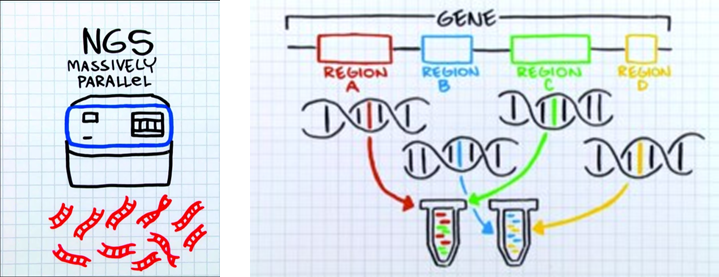 NGS
MASSIVELY
PARALLEL
GENE
REGION
A
REGION
B
REGION
C
REGION
D